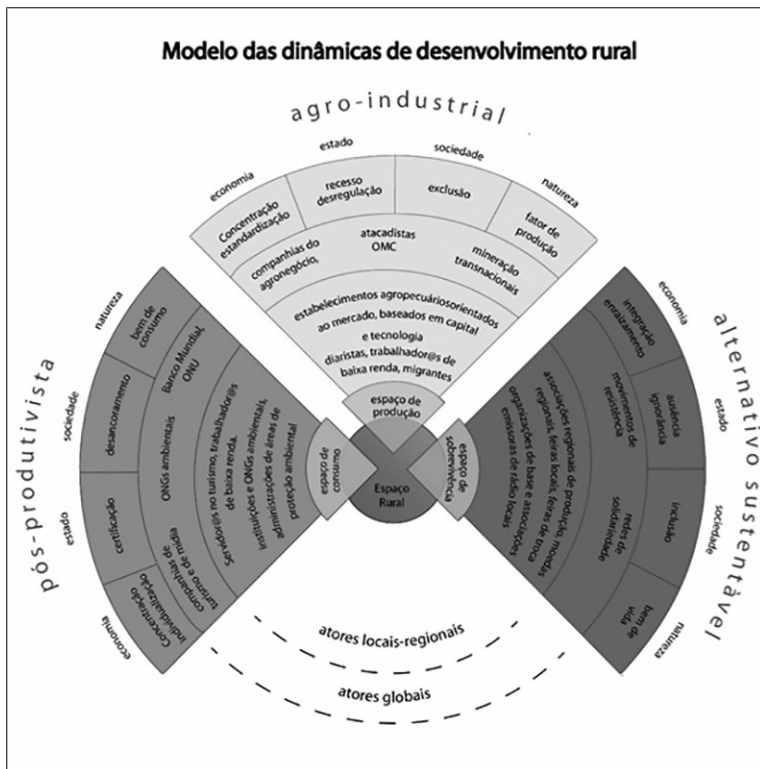 Modelo das dinâmicas de desenvolvimento rural
agro-industrial
economia
estado
sociedade
natureza
Concentração
estandardização
recesso
desregulação
exclusão
fator de
produção
companhias do
agronegócio,
atacadistas
OMC
mineração
transnacionais
estabelecimentos agropecuáriosorientados
ao mercado, baseados em capital
e tecnologia
diaristas, trabalhador@s de
baixa renda, migrantes
espaço de
produção
pós-produtivista
natureza
sociedade
estado
economia
bem de
consumo
desancoramento
certificação
Concentração
individualização
Banco Mundial,
ONU
ONGs ambientais
companhias de
turismo e de mídia
Servidor@s no turismo, trabalhador@s
de baixa renda.
instituições e ONGs ambientais,
administrações de áreas de
proteção ambiental
espaço de
consumo
Espaço
Rural
espaço de
sobrevivência
alternativo sustentável
economia
estado
sociedade
natureza
integração
enraizamento
ausência
ignorância
inclusão
bem de
vida
movimentos de
resistência
redes de
solidariedade
associações regionais de produção, moedas
regionais, feiras locais, feiras de troca
organizações de base e associações
emissoras de rádio locais
atores locais-regionais
atores globais